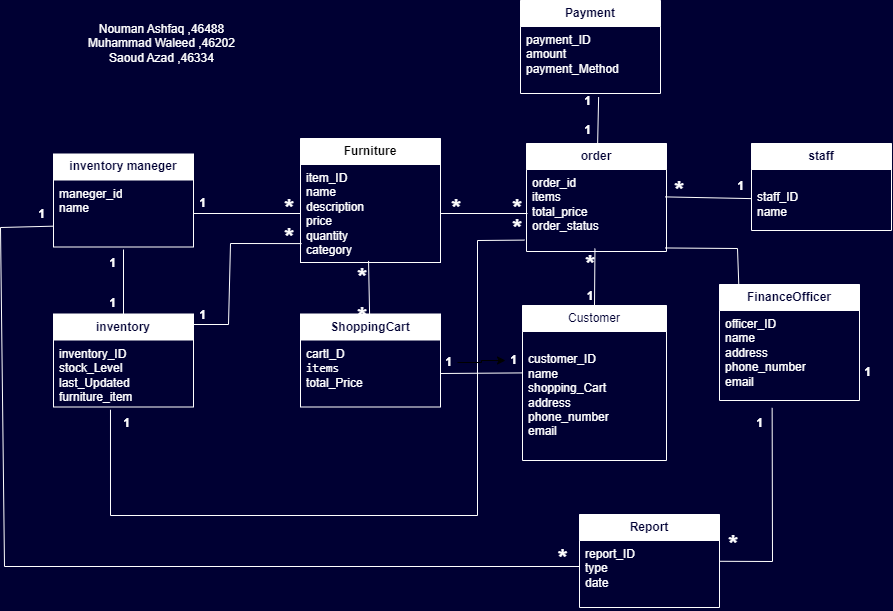 Nouman Ashfaq ,46488
Muhammad Waleed ,46202
Saoud Azad ,46334
Payment
payment_ID
amount
payment_Method
1
1
inventory maneger
maneger_id
name
1
1
*
Furniture
item_ID
name
description
price
quantity
category
*
*
*
order
order_id
items
total_price
order_status
*
1
staff
staff_ID
name
1
1
*
1
*
*
*
1
inventory
inventory_ID
stock_Level
last_Updated
furniture_item
1
ShoppingCart
cartI_D
items
total_Price
1
1
Customer
customer_ID
name
shopping_Cart
address
phone_number
email
FinanceOfficer
officer_ID
name
address
phone_number
email
1
1
*
*
Report
report_ID
type
date